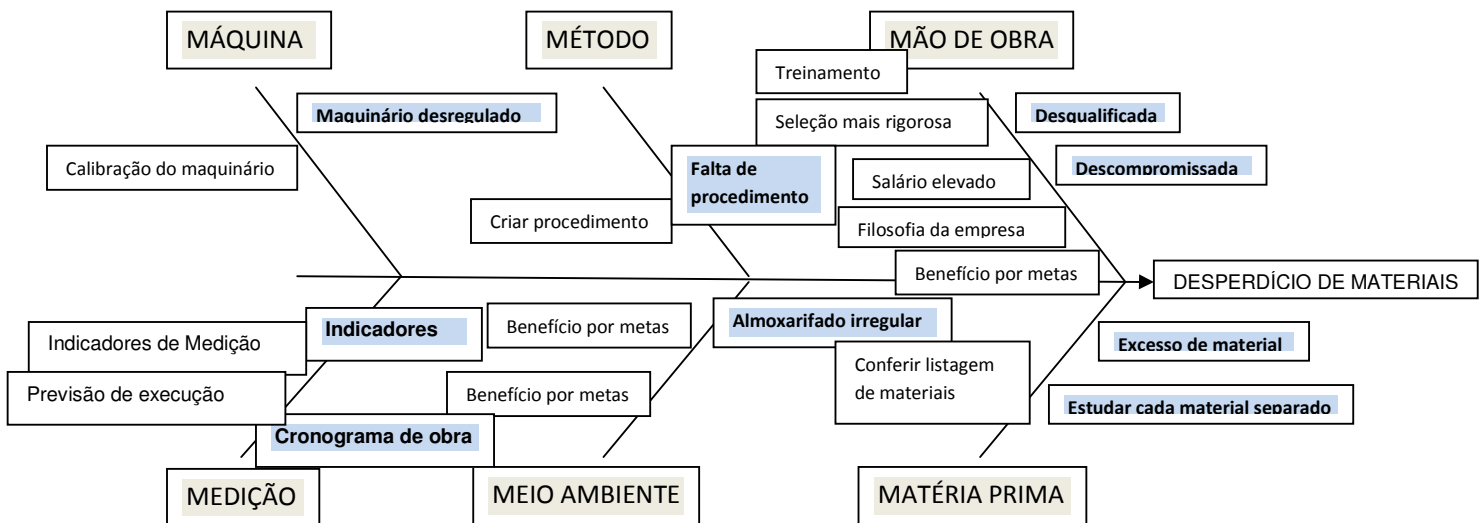 MÁQUINA
MÉTODO
MÃO DE OBRA
Treinamento
Maquinário desregulado
Seleção mais rigorosa
Desqualificada
Calibração do maquinário
Falta de
procedimento
Salário elevado
Descompromissada
Criar procedimento
Filosofia da empresa
Benefício por metas
DESPERDÍCIO DE MATERIAIS
Indicadores de Medição
Indicadores
Benefício por metas
Almoxarifado irregular
Excesso de material
Previsão de execução
Benefício por metas
Conferir listagem
de materiais
Estudar cada material separado
Cronograma de obra
MEDIÇÃO
MEIO AMBIENTE
MATÉRIA PRIMA